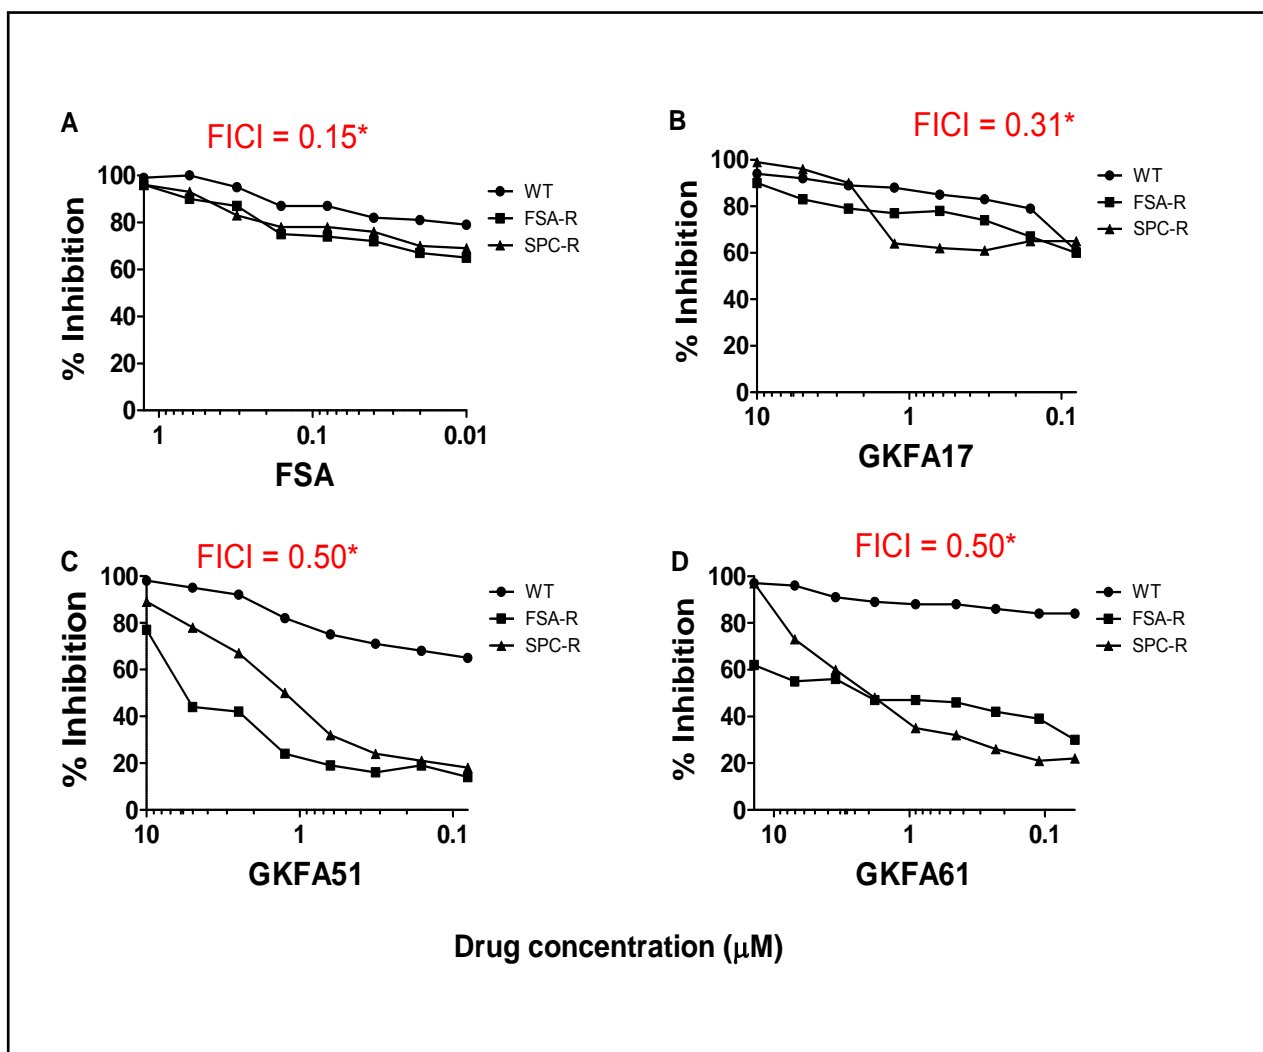 A
FICI = 0.15*
% Inhibition
100
80
60
40
20
0
1
0.1
0.01
FSA
WT
FSA-R
SPC-R
B
FICI = 0.31*
% Inhibition
100
80
60
40
20
0
10
1
0.1
GKFA17
WT
FSA-R
SPC-R
C
FICI = 0.50*
% Inhibition
100
80
60
40
20
0
10
1
0.1
GKFA51
WT
FSA-R
SPC-R
D
FICI = 0.50*
% Inhibition
100
80
60
40
20
0
10
1
0.1
GKFA61
WT
FSA-R
SPC-R
Drug concentration (μM)